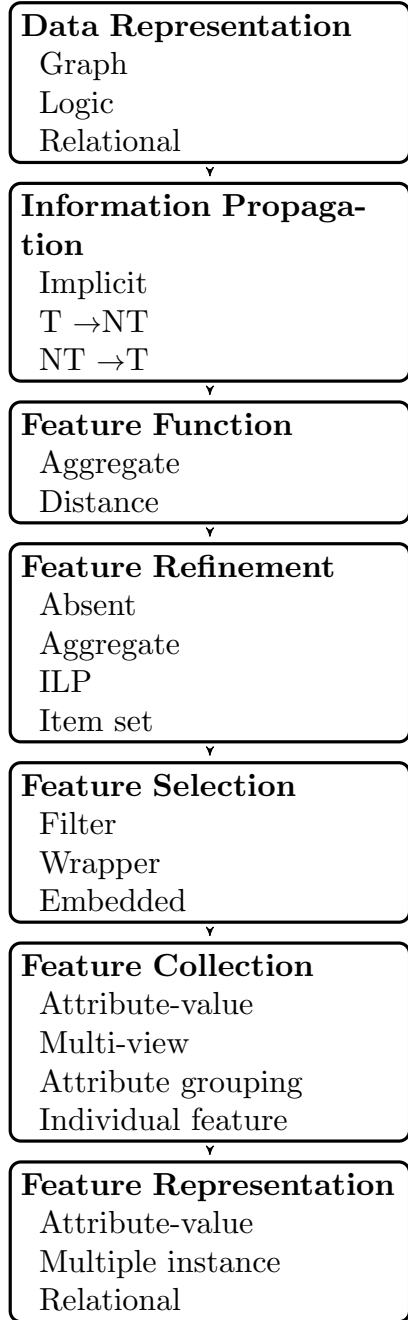 Data Representation
Graph
Logic
Relational
Information Propaga-
tion
Implicit
T →NT
NT →T
Feature Function
Aggregate
Distance
Feature Refinement
Absent
Aggregate
ILP
Item set
Feature Selection
Filter
Wrapper
Embedded
Feature Collection
Attribute-value
Multi-view
Attribute grouping
Individual feature
Feature Representation
Attribute-value
Multiple instance
Relational